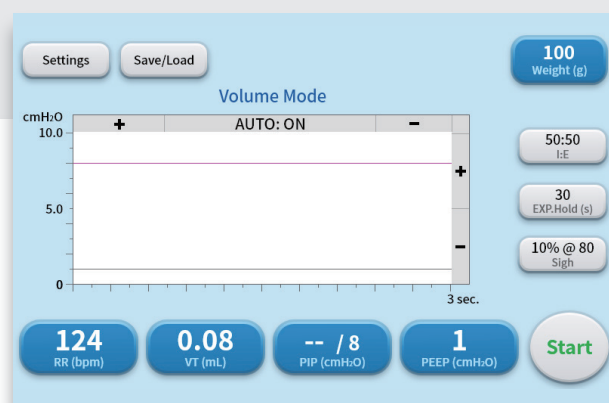 Settings
Save/Load
100
Weight (g)
Volume Mode
cmH₂O
+ AUTO: ON −
10.0
50:50
I:E
+
30
EXP.Hold (s)
5.0
−
10% @ 80
Sigh
0
3 sec.
124
RR (bpm)
0.08
VT (mL)
-- / 8
PIP (cmH₂O)
1
PEEP (cmH₂O)
Start